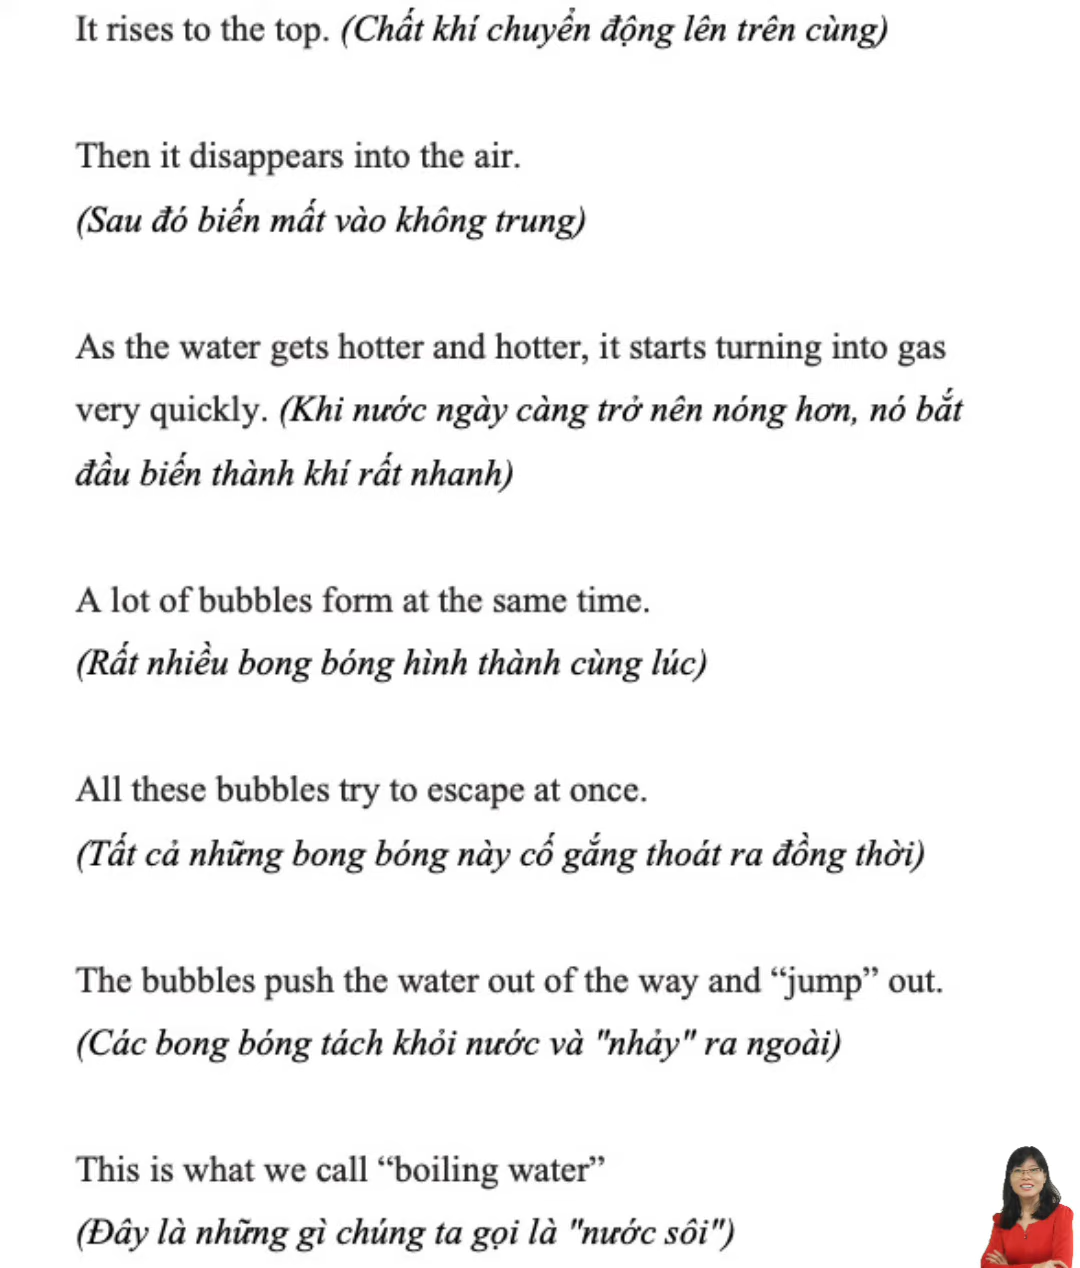 It rises to the top. (Chất khí chuyển động lên trên cùng)
Then it disappears into the air.
(Sau đó biến mất vào không trung)
As the water gets hotter and hotter, it starts turning into gas
very quickly. (Khi nước ngày càng trở nên nóng hơn, nó bắt
đầu biến thành khí rất nhanh)
A lot of bubbles form at the same time.
(Rất nhiều bong bóng hình thành cùng lúc)
All these bubbles try to escape at once.
(Tất cả những bong bóng này cố gắng thoát ra đồng thời)
The bubbles push the water out of the way and “jump” out.
(Các bong bóng tách khỏi nước và "nhảy" ra ngoài)
This is what we call “boiling water”
(Đây là những gì chúng ta gọi là "nước sôi")